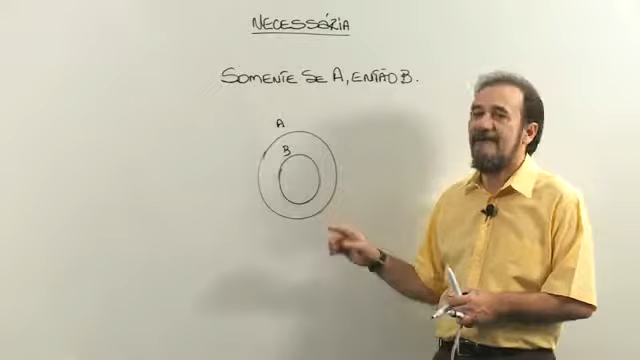 NECESSÁRIA
SOMENTE SE A, ENTÃO B.
A
B